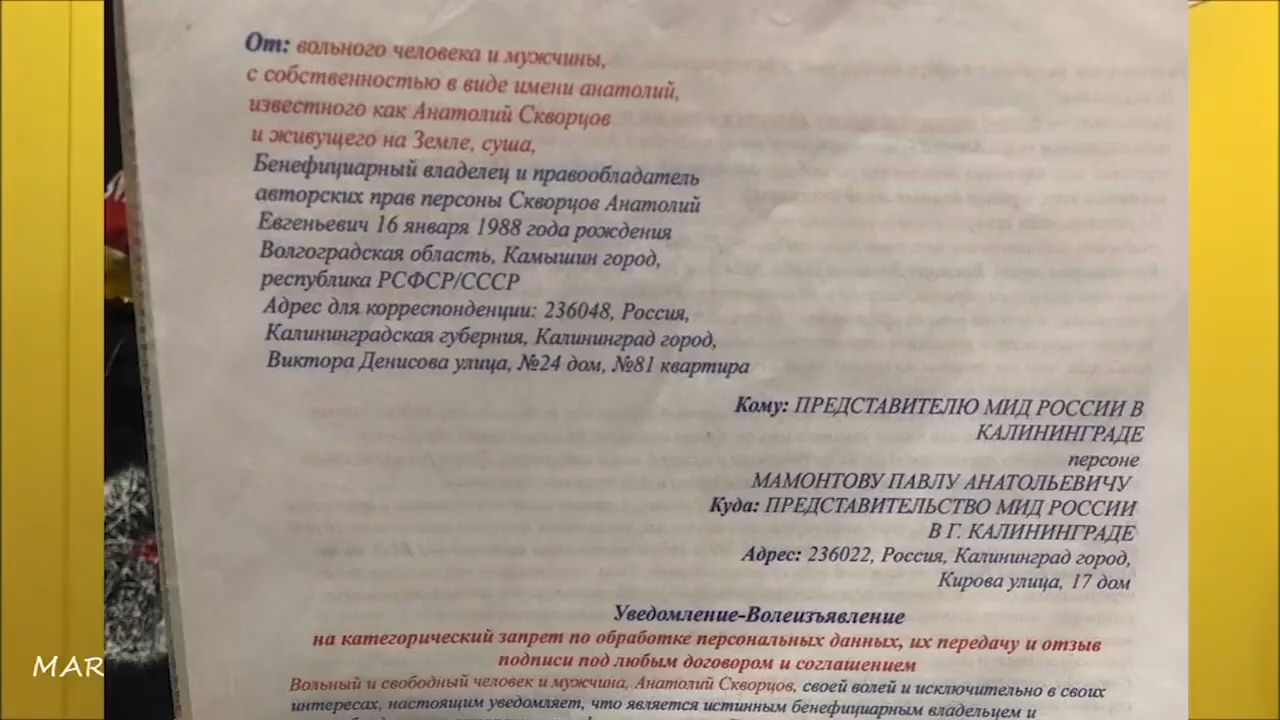 От: вольного человека и мужчины,
с собственностью в виде имени анатолий,
известного как Анатолий Скворцов
и живущего на Земле, суша,
Бенефициарный владелец и правообладатель
авторских прав персоны Скворцов Анатолий
Евгеньевич 16 января 1988 года рождения
Волгоградская область, Камышин город,
республика РСФСР/СССР
Адрес для корреспонденции: 236048, Россия,
Калининградская губерния, Калининград город,
Виктора Денисова улица, №24 дом, №81 квартира
Кому: ПРЕДСТАВИТЕЛЮ МИД РОССИИ В
КАЛИНИНГРАДЕ
персоне
МАМОНТОВУ ПАВЛУ АНАТОЛЬЕВИЧУ
Куда: ПРЕДСТАВИТЕЛЬСТВО МИД РОССИИ
В Г. КАЛИНИНГРАДЕ
Адрес: 236022, Россия, Калининград город,
Кирова улица, 17 дом
Уведомление-Волеизъявление
на категорический запрет по обработке персональных данных, их передачу и отзыв
подписи под любым договором и соглашением
Вольный и свободный человек и мужчина, Анатолий Скворцов, своей волей и исключительно в своих
интересах, настоящим уведомляет, что является истинным бенефициарным владельцем и
MAR